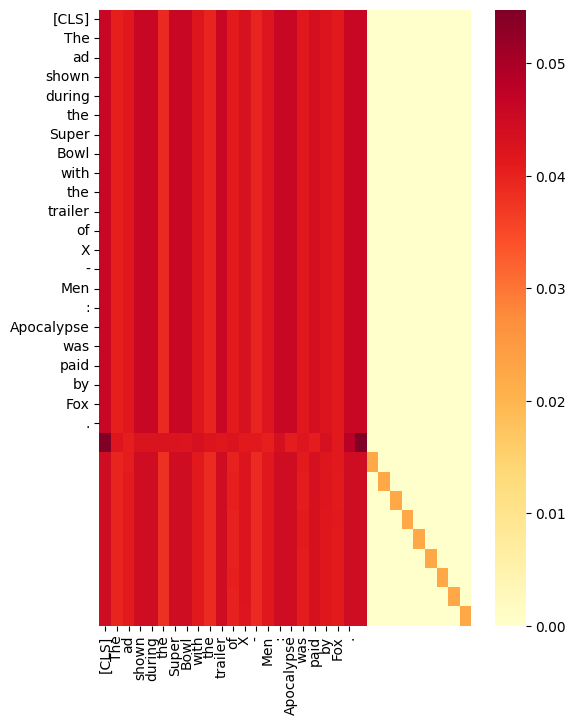 [CLS]
The
ad
shown
during
the
Super
Bowl
with
the
trailer
of
X
-
Men
:
Apocalypse
was
paid
by
Fox
.
0.05
0.04
0.03
0.02
0.01
0.00
[CLS]
The
ad
shown
during
the
Super
Bowl
with
the
trailer
of
X
-
Men
:
Apocalypse
was
paid
by
Fox
.